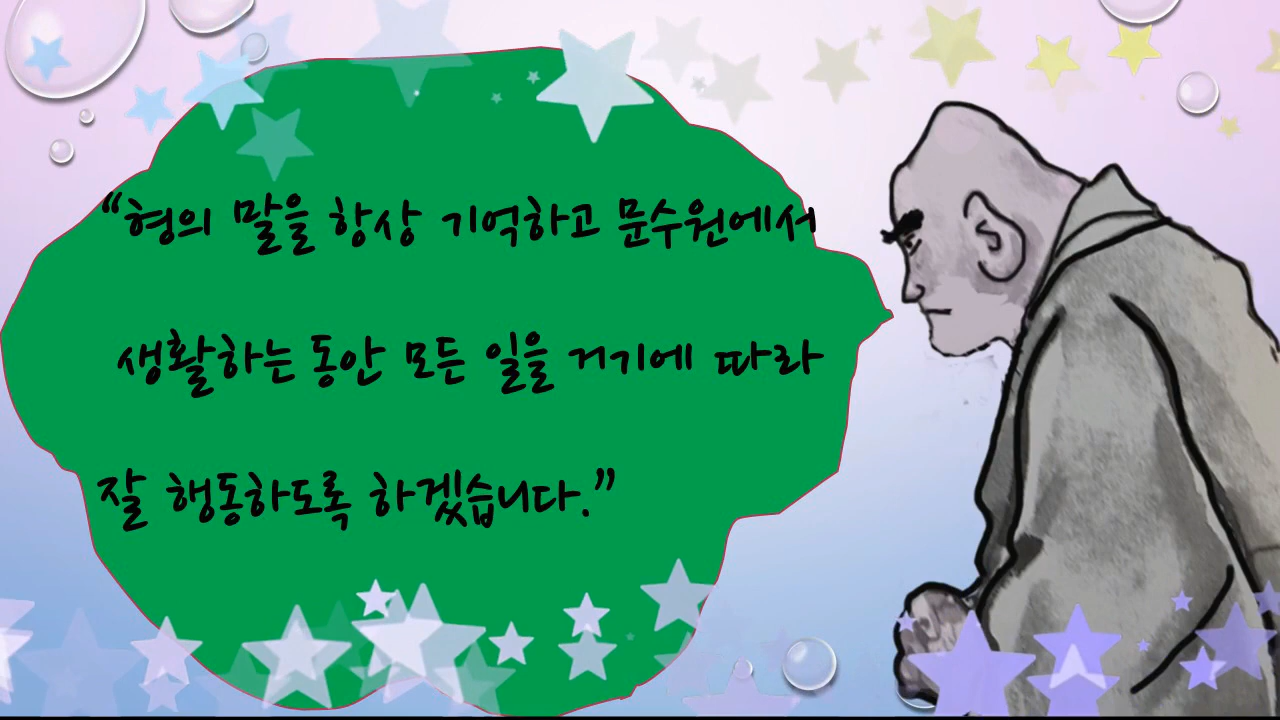 “형의 말을 항상 기억하고 문수원에서
생활하는 동안 모든 일을 거기에 따라
잘 행동하도록 하겠습니다.”